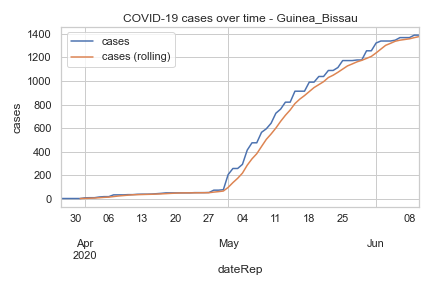 COVID-19 cases over time - Guinea_Bissau
cases
cases (rolling)
cases
1400
1200
1000
800
600
400
200
0
30 06 13 20 27 04 11 18 25 08
Apr May Jun
2020
dateRep